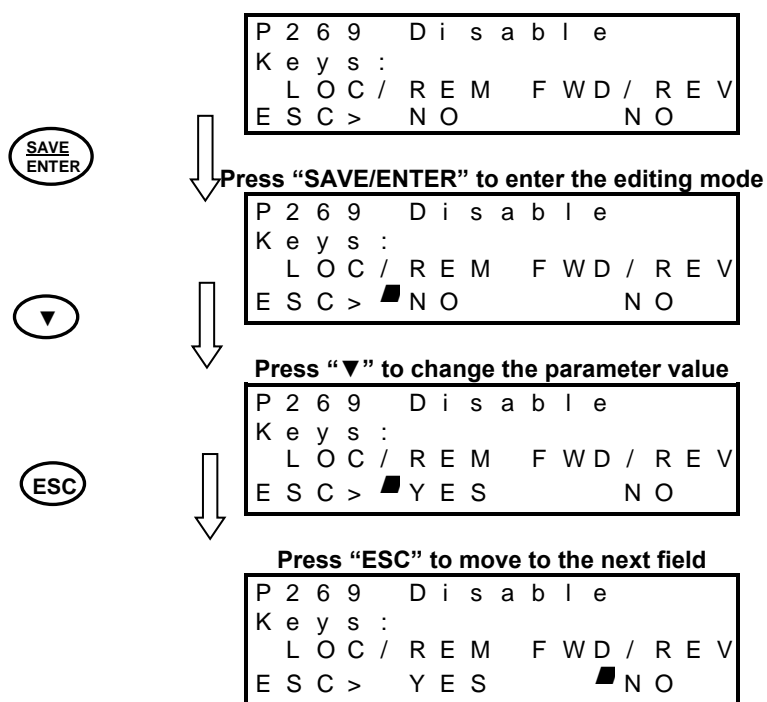 P269 Disable
Keys:
LOC/REM FWD/REV
ESC> NO NO
SAVE
ENTER
Press “SAVE/ENTER” to enter the editing mode
P269 Disable
Keys:
LOC/REM FWD/REV
ESC> NO NO
▼
Press “▼” to change the parameter value
P269 Disable
Keys:
LOC/REM FWD/REV
ESC> YES NO
ESC
Press “ESC” to move to the next field
P269 Disable
Keys:
LOC/REM FWD/REV
ESC> YES NO